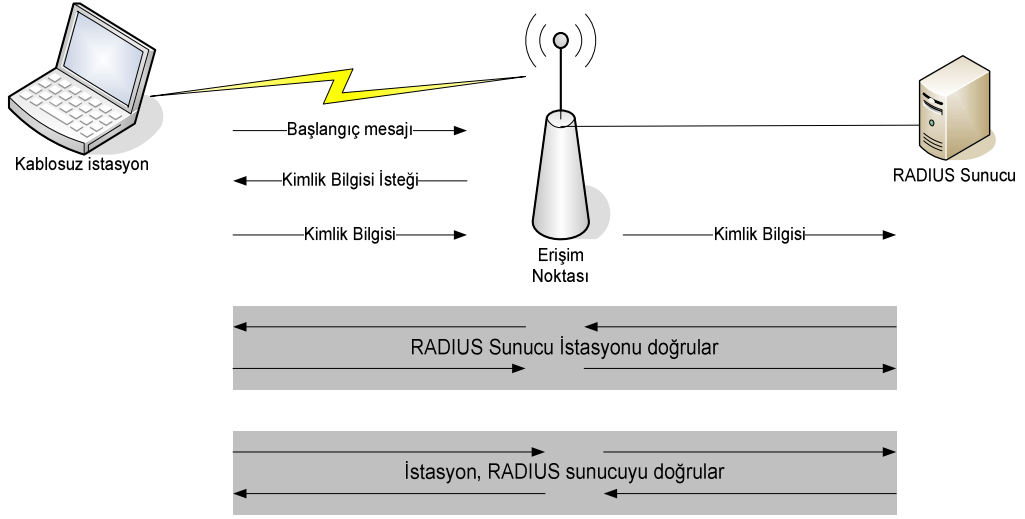 Başlangıç mesajı
Kablosuz istasyon
RADIUS Sunucu
Kimlik Bilgisi İsteği
Kimlik Bilgisi
Kimlik Bilgisi
Erişim
Noktası
RADIUS Sunucu İstasyonu doğrular
İstasyon, RADIUS sunucuyu doğrular